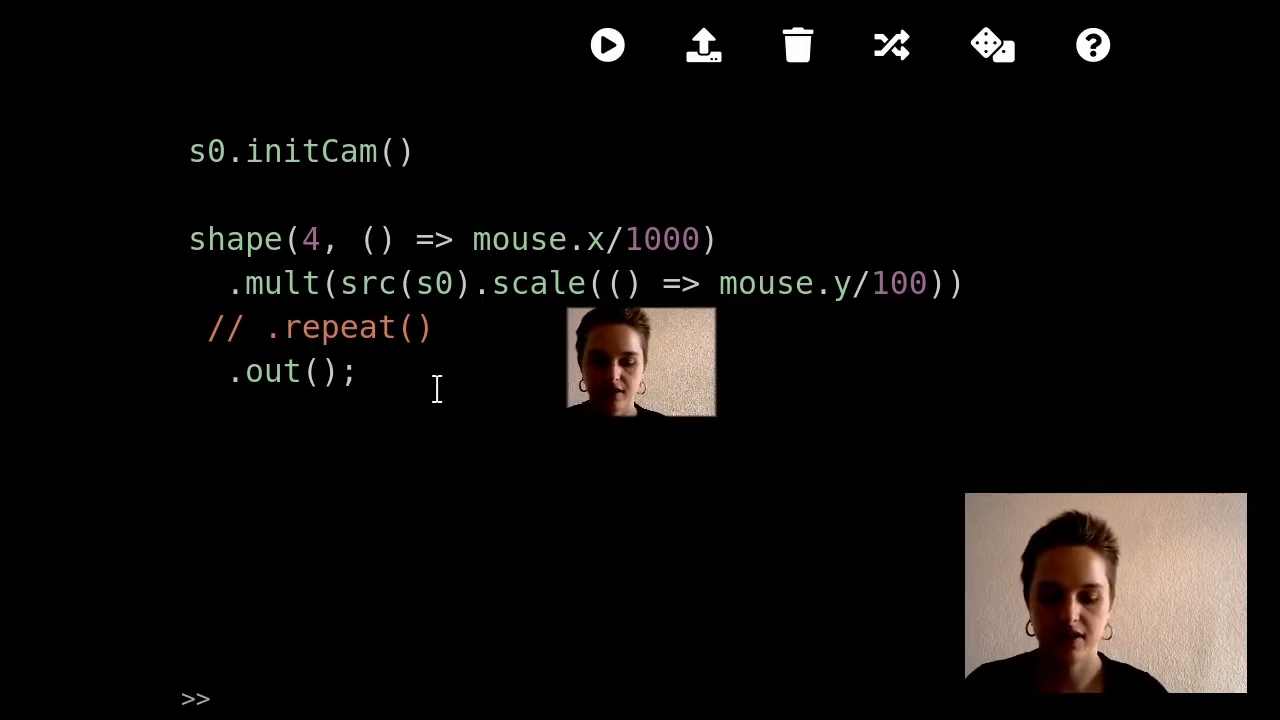 s0.initCam()
shape(4, () => mouse.x/1000)
.mult(src(s0).scale(() => mouse.y/100))
// .repeat()
.out();
>>